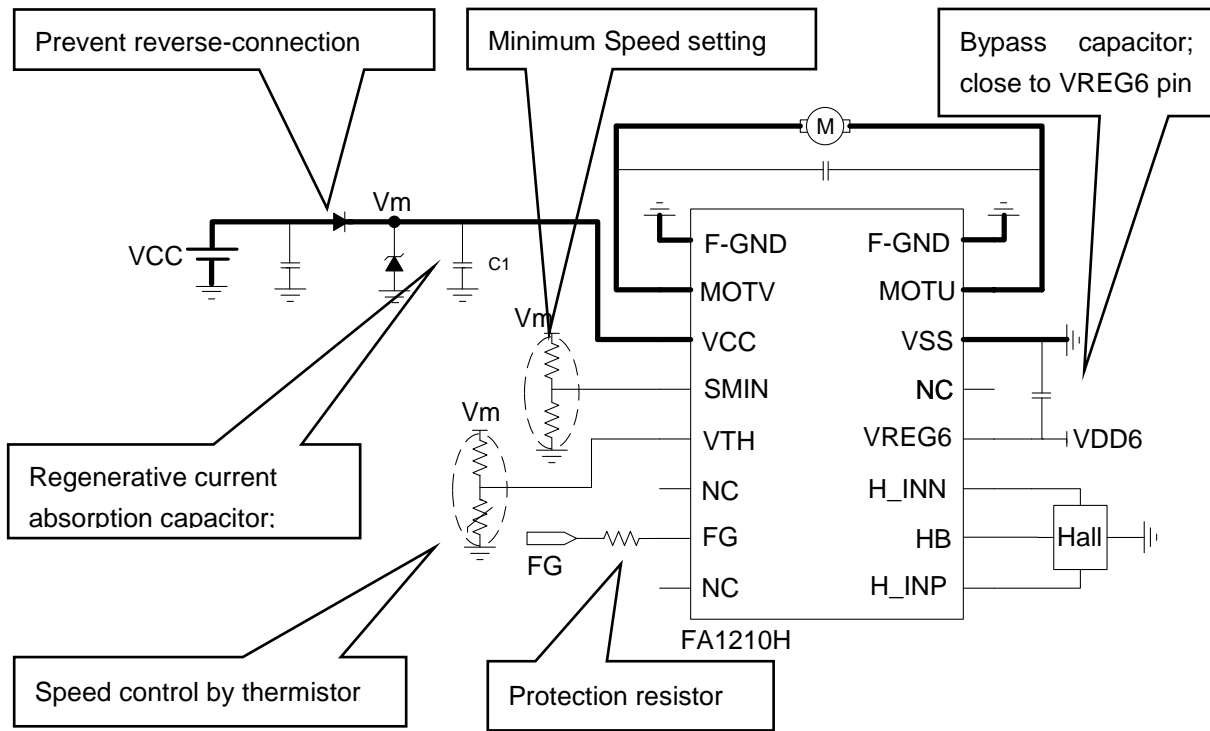 Prevent reverse-connection
Minimum Speed setting
Bypass capacitor;
close to VREG6 pin
M
Vm
VCC
C1
F-GND
F-GND
MOTV
MOTU
Vm
VCC
VSS
SMIN
NC
Vm
VTH
VREG6
VDD6
Regenerative current
absorption capacitor;
NC
H_INN
FG
FG
HB
Hall
NC
H_INP
FA1210H
Speed control by thermistor
Protection resistor